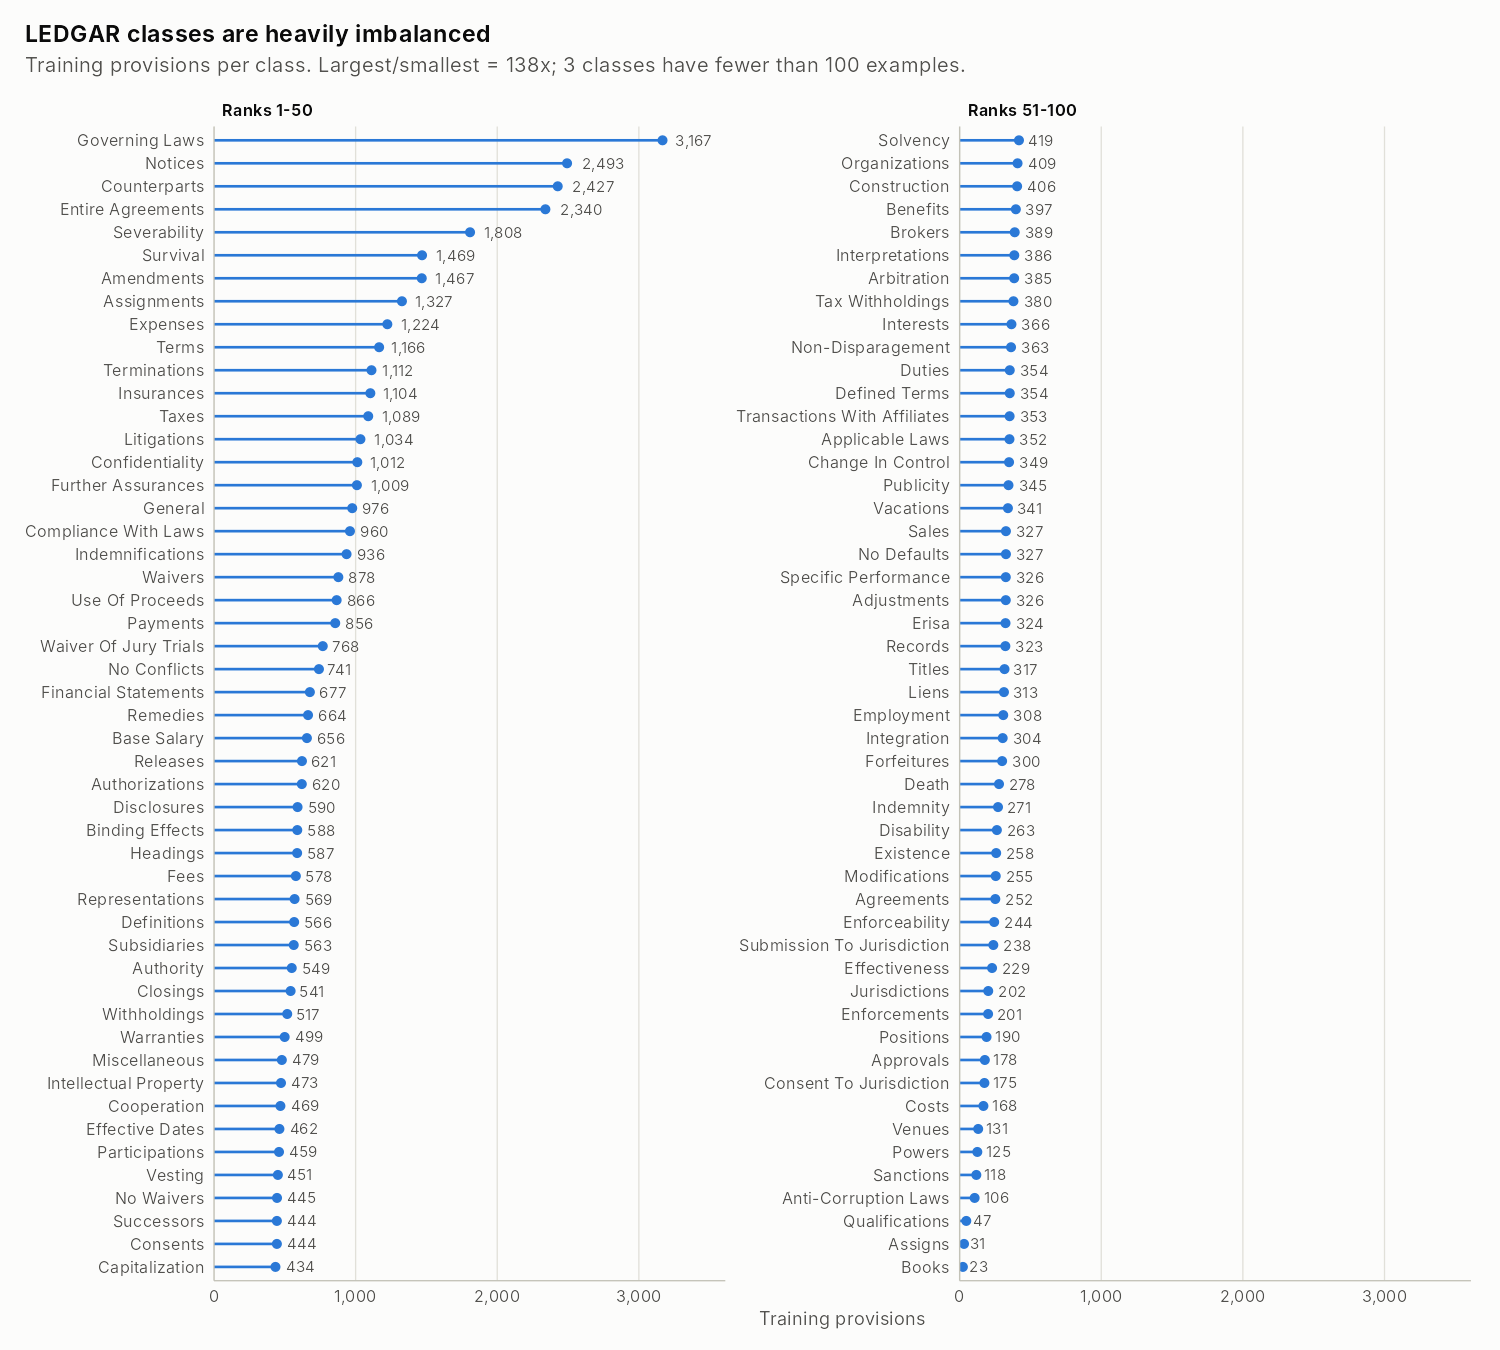 LEDGAR classes are heavily imbalanced
Training provisions per class. Largest/smallest = 138x; 3 classes have fewer than 100 examples.
Ranks 1-50
Governing Laws 3,167
Notices 2,493
Counterparts 2,427
Entire Agreements 2,340
Severability 1,808
Survival 1,469
Amendments 1,467
Assignments 1,327
Expenses 1,224
Terms 1,166
Terminations 1,112
Insurances 1,104
Taxes 1,089
Litigations 1,034
Confidentiality 1,012
Further Assurances 1,009
General 976
Compliance With Laws 960
Indemnifications 936
Waivers 878
Use Of Proceeds 866
Payments 856
Waiver Of Jury Trials 768
No Conflicts 741
Financial Statements 677
Remedies 664
Base Salary 656
Releases 621
Authorizations 620
Disclosures 590
Binding Effects 588
Headings 587
Fees 578
Representations 569
Definitions 566
Subsidiaries 563
Authority 549
Closings 541
Withholdings 517
Warranties 499
Miscellaneous 479
Intellectual Property 473
Cooperation 469
Effective Dates 462
Participations 459
Vesting 451
No Waivers 445
Successors 444
Consents 444
Capitalization 434
0 1,000 2,000 3,000
Ranks 51-100
Solvency 419
Organizations 409
Construction 406
Benefits 397
Brokers 389
Interpretations 386
Arbitration 385
Tax Withholdings 380
Interests 366
Non-Disparagement 363
Duties 354
Defined Terms 354
Transactions With Affiliates 353
Applicable Laws 352
Change In Control 349
Publicity 345
Vacations 341
Sales 327
No Defaults 327
Specific Performance 326
Adjustments 326
Erisa 324
Records 323
Titles 317
Liens 313
Employment 308
Integration 304
Forfeitures 300
Death 278
Indemnity 271
Disability 263
Existence 258
Modifications 255
Agreements 252
Enforceability 244
Submission To Jurisdiction 238
Effectiveness 229
Jurisdictions 202
Enforcements 201
Positions 190
Approvals 178
Consent To Jurisdiction 175
Costs 168
Venues 131
Powers 125
Sanctions 118
Anti-Corruption Laws 106
Qualifications 47
Assigns 31
Books 23
0 1,000 2,000 3,000
Training provisions